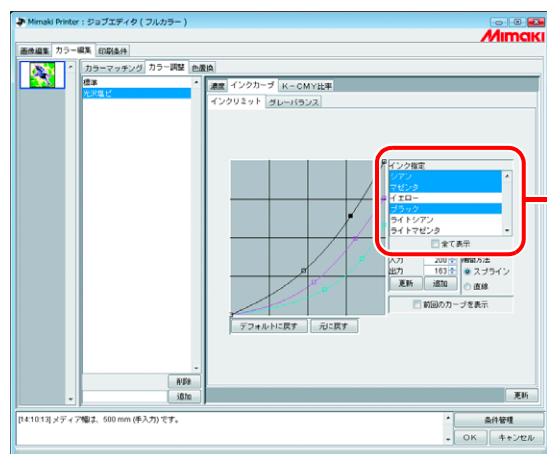 Mimaki Printer : ジョブエディタ ( フルカラー )
Mimaki
画像編集 カラー編集 印刷条件
カラーマッチング カラー調整 色置換
標準
光沢塩ビ
濃度 インクカーブ K-CMY比率
インクリミット グレーバランス
インク指定
シアン
マゼンタ
イエロー
ブラック
ライトシアン
ライトマゼンタ
全て表示
入力 200 補間方法
出力 163 スプライン
更新 追加 直線
前回のカーブを表示
デフォルトに戻す 元に戻す
削除
追加 更新
[14:10:13] メディア幅は、500 mm (手入力) です。
条件管理
OK キャンセル